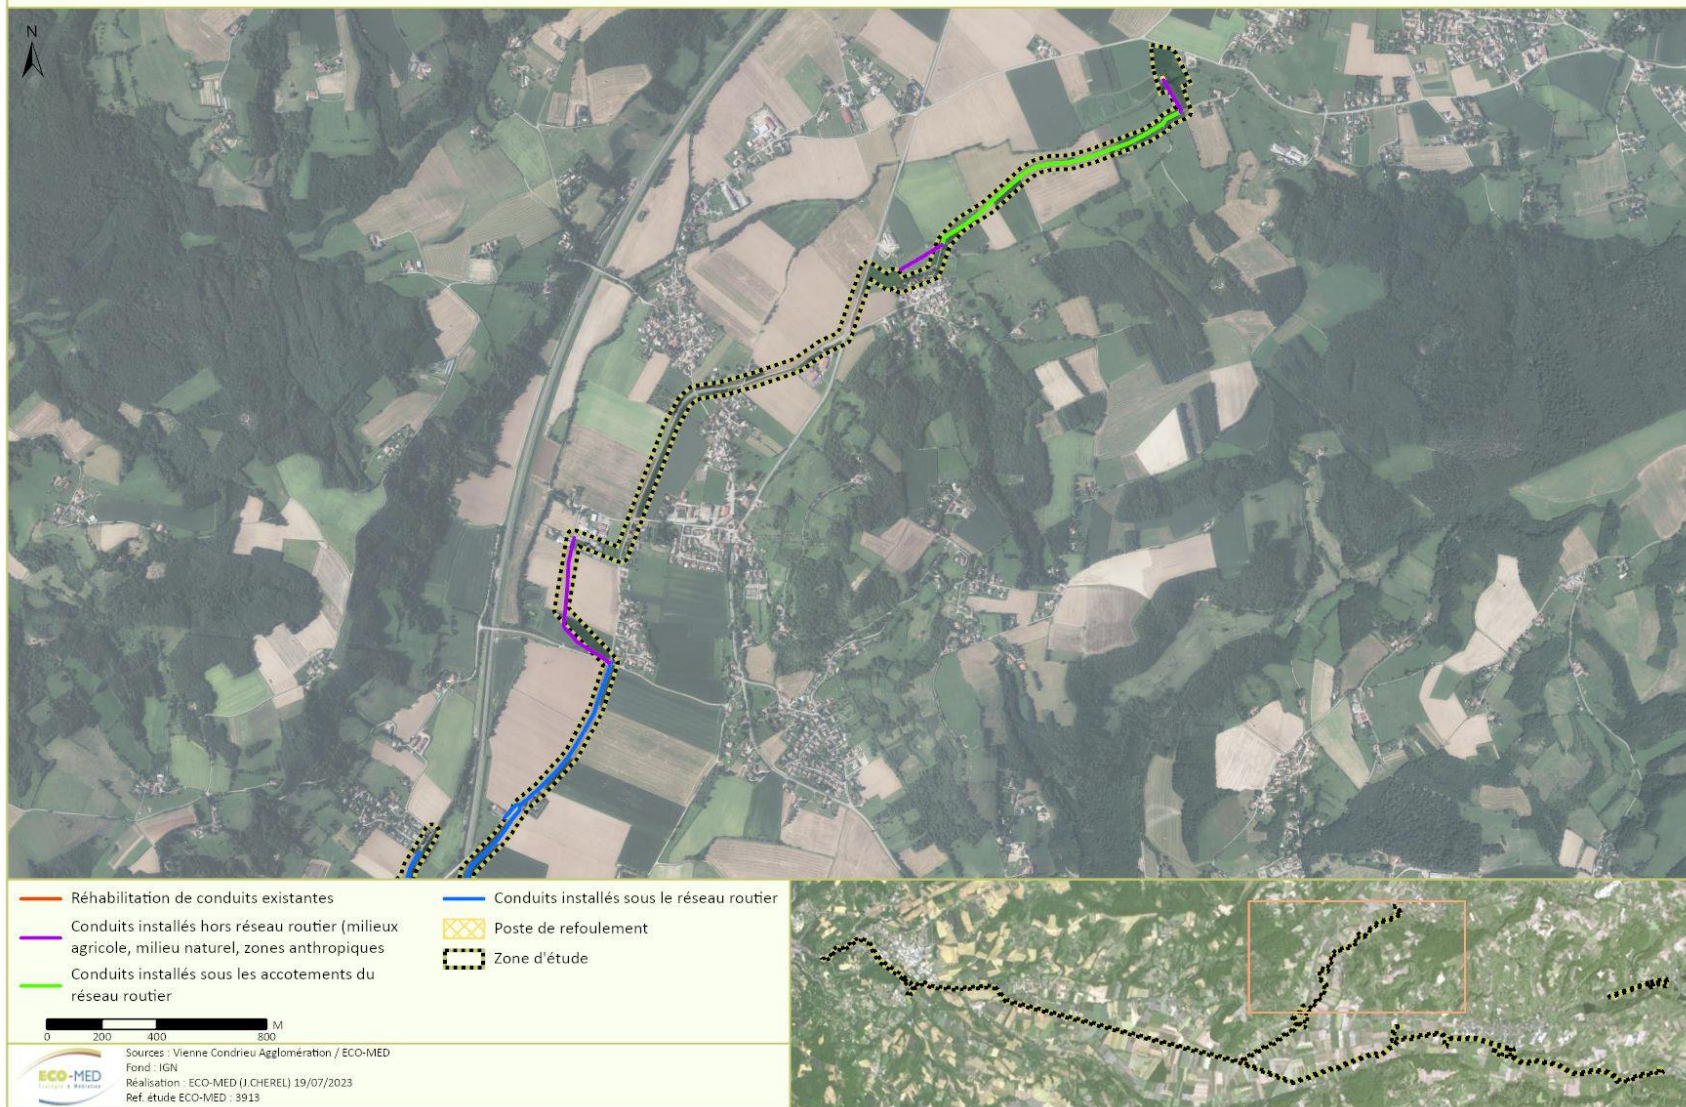 N
Réhabilitation de conduits existantes
Conduits installés hors réseau routier (milieux
agricole, milieu naturel, zones anthropiques
Conduits installés sous les accotements du
réseau routier
Conduits installés sous le réseau routier
Poste de refoulement
Zone d'étude
M
0 200 400 800
ECO-MED
Ecologie & Médiation
Sources : Vienne Condrieu Agglomération / ECO-MED
Fond : IGN
Réalisation : ECO-MED (J.CHEREL) 19/07/2023
Ref. étude ECO-MED : 3913